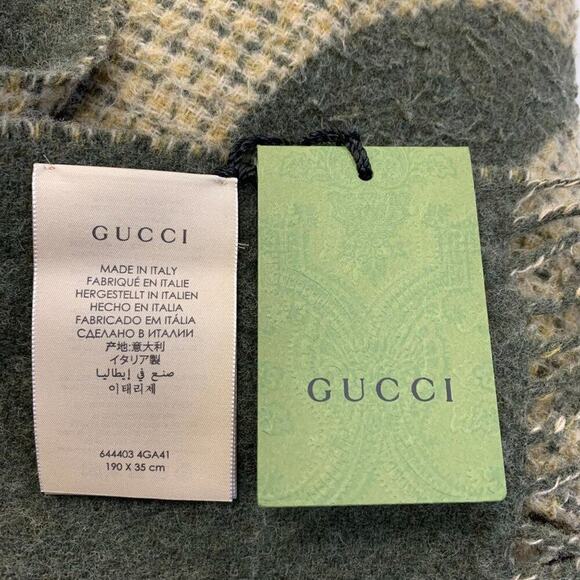 GUCCI
MADE IN ITALY
FABRIQUÉ EN ITALIE
HERGESTELLT IN ITALIEN
HECHO EN ITALIA
FABRICADO EM ITÁLIA
СДЕЛАНО В ИТАЛИИ
产地:意大利
イタリア製
صنع في إيطاليا
이태리제
644403 4GA41
190 X 35 cm
GUCCI